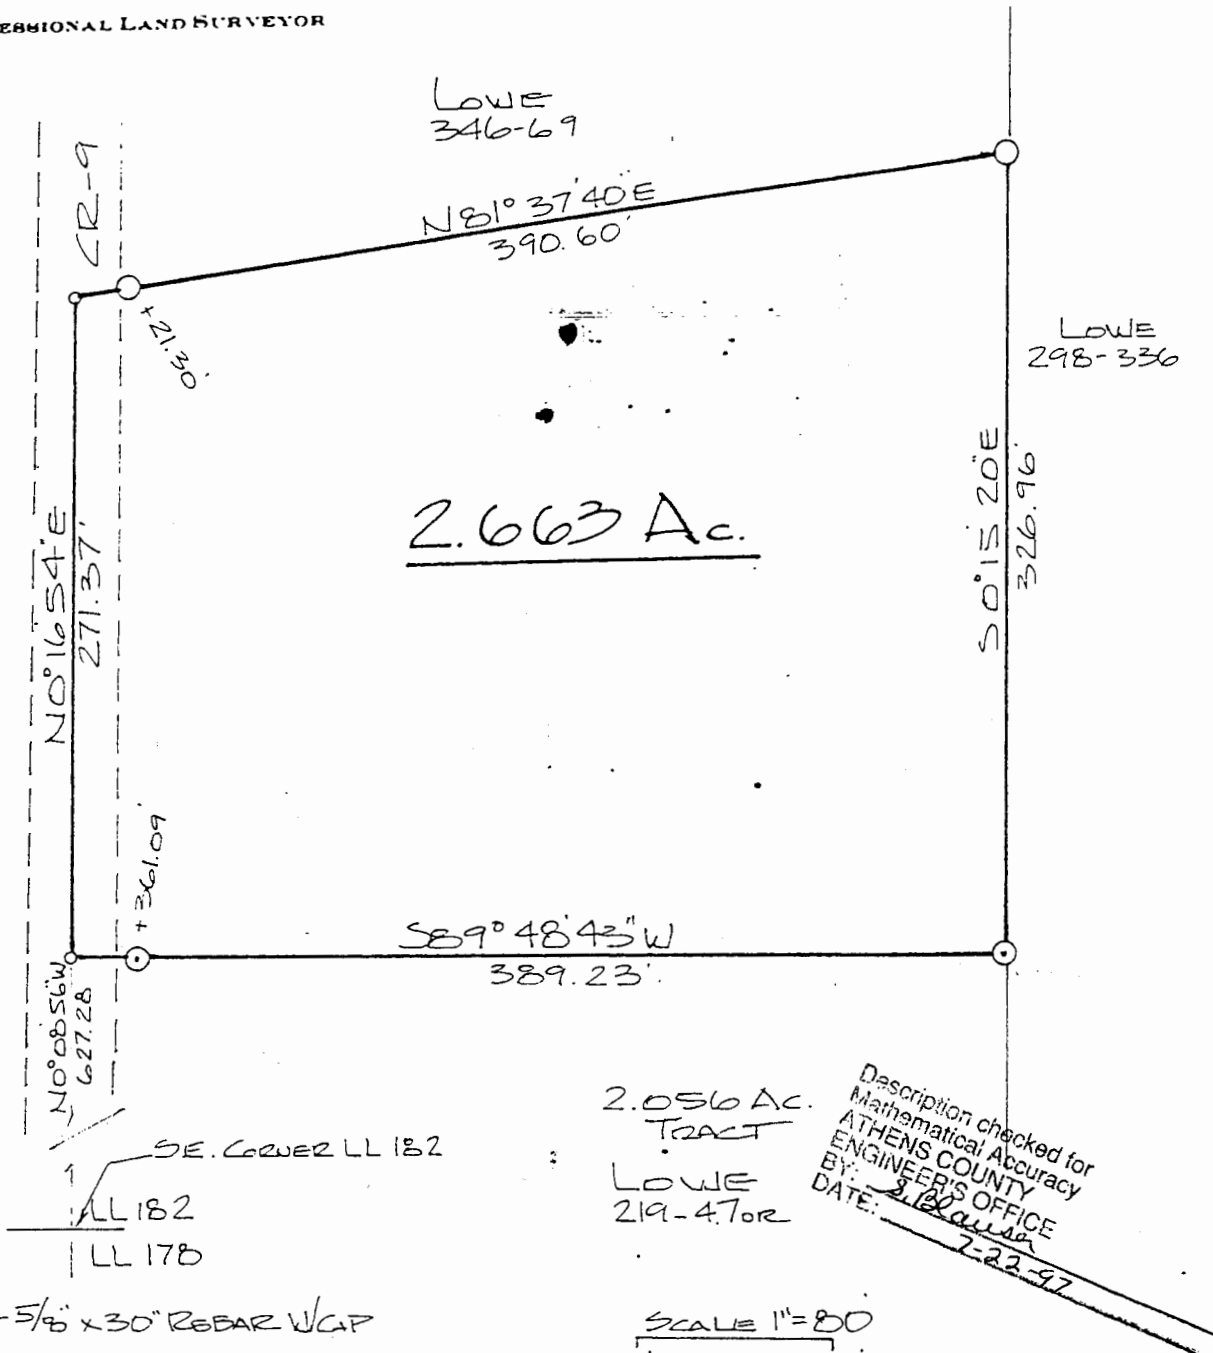 ESSIONAL LAND SURVEYOR
LOWE
346-69
CR-9
N81°37'40"E
390.60'
+21.30'
LOWE
298-336
2.663 Ac.
N0°16'54"E
271.37'
S0°15'20"E
326.96'
+361.09'
S89°48'43"W
389.23'
N0°08'56"W
627.28
2.056 AC.
TRACT
LOWE
219-470R
SE. CORNER LL 182
LL 182
LL 178
Description checked for
Mathematical Accuracy
ATHENS COUNTY
ENGINEER'S OFFICE
BY: S. Blauser
DATE: 7-22-97
-5/8" x 30" REBAR W/CAP
SCALE 1"=80'